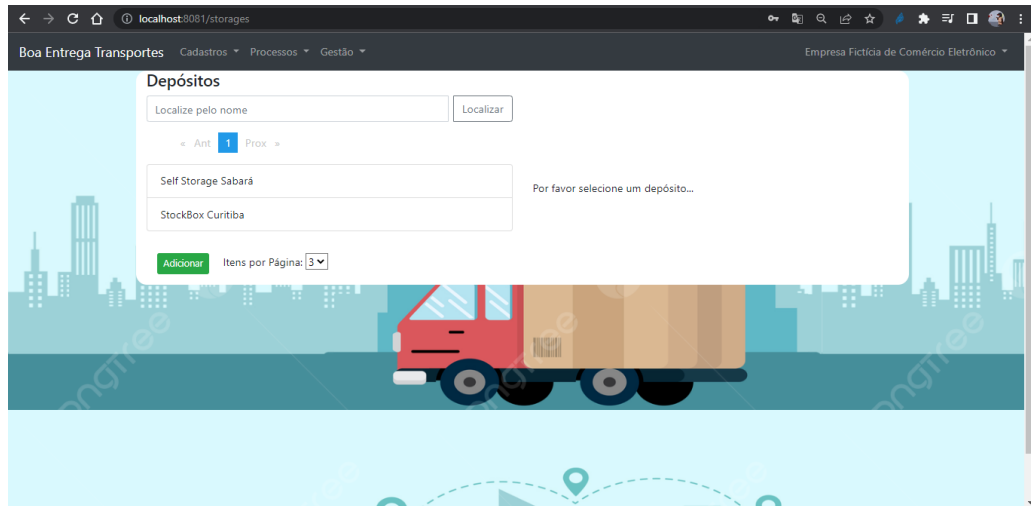 localhost:8081/storages
Boa Entrega Transportes Cadastros Processos Gestão Empresa Fictícia de Comércio Eletrônico
Depósitos
Localize pelo nome Localizar
« Ant 1 Prox »
Self Storage Sabará
Por favor selecione um depósito...
StockBox Curitiba
Adicionar Itens por Página: 3